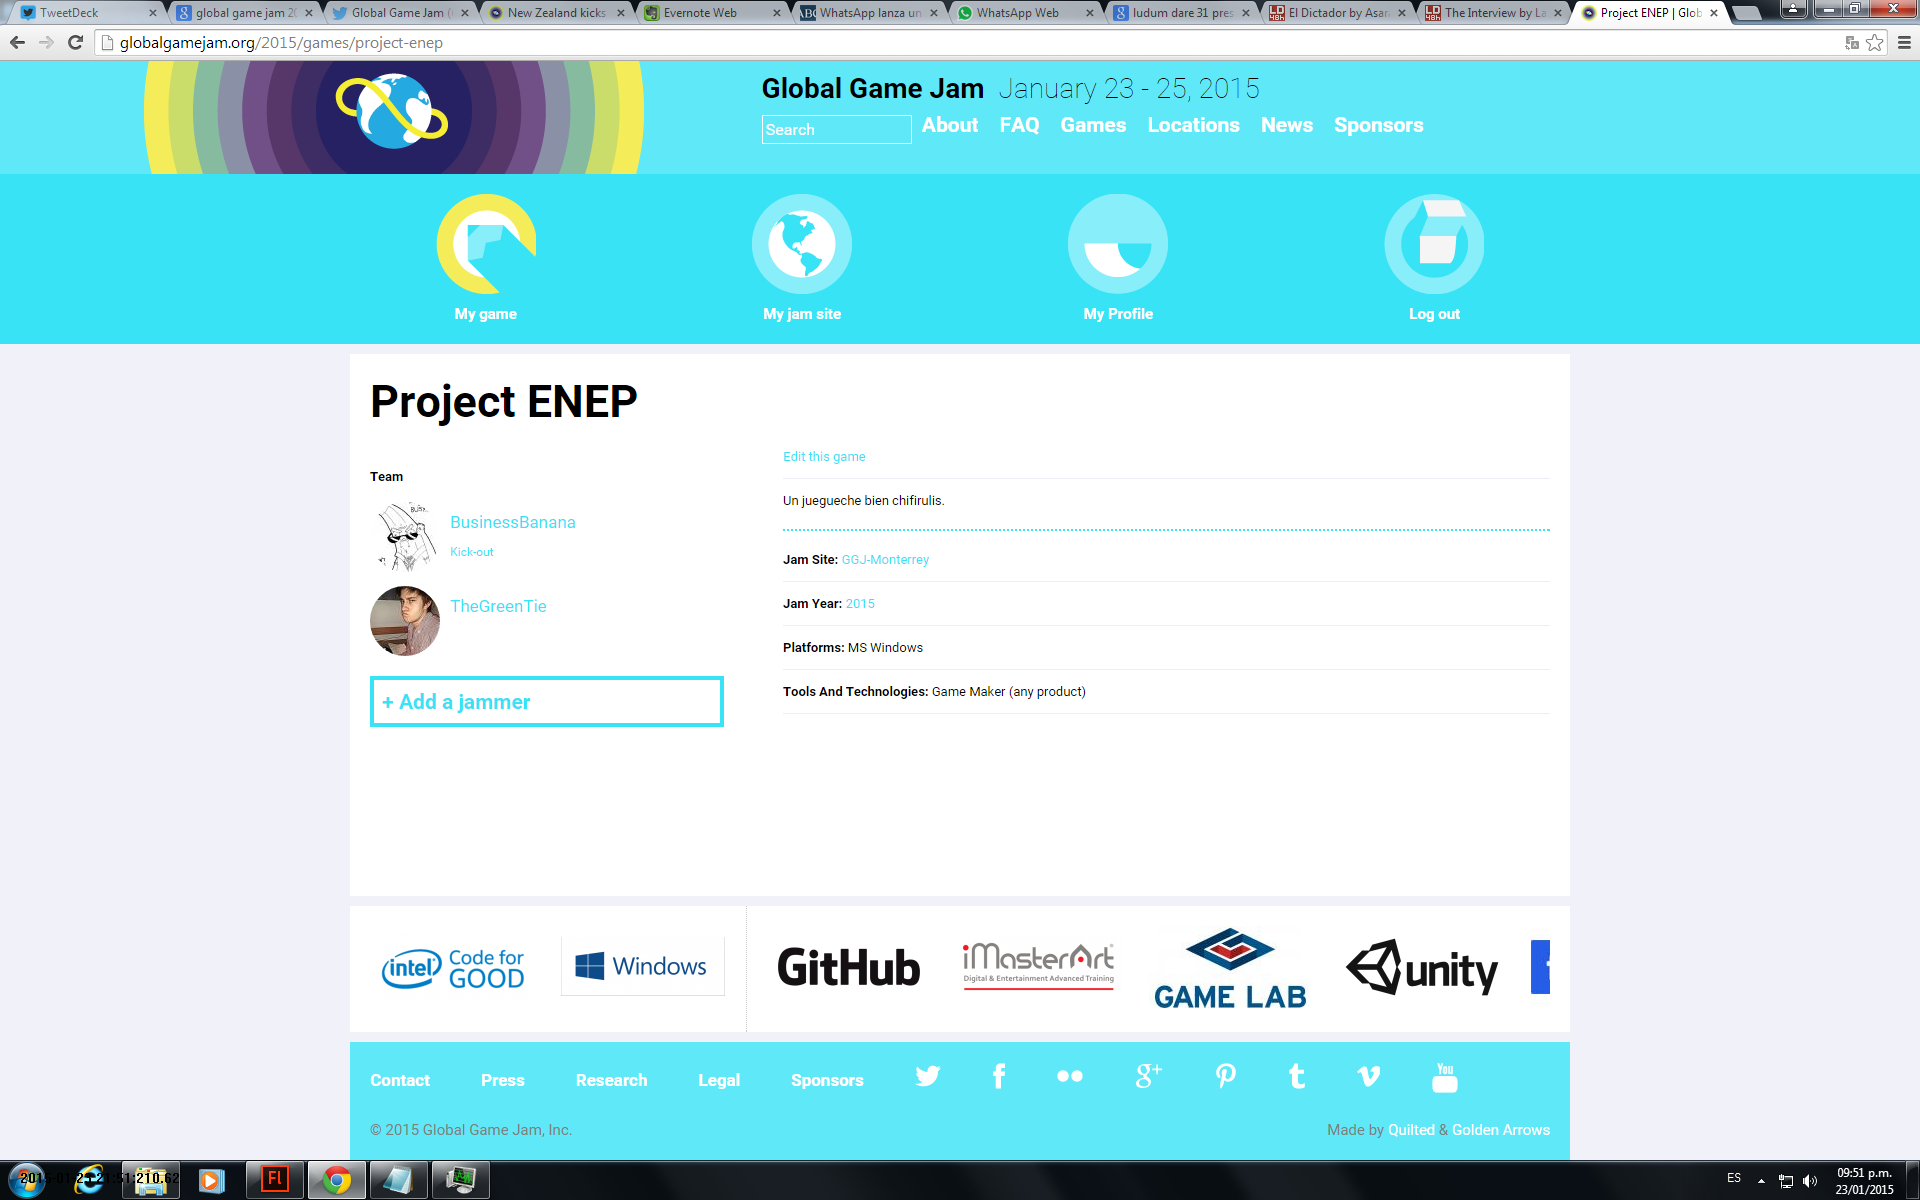 TweetDeck
global game jam 20
Global Game Jam (
New Zealand kicks
Evernote Web
WhatsApp lanza un
WhatsApp Web
ludum dare 31 pres
El Dictador by Asar
The Interview by La
Project ENEP | Glob
globalgamejam.org/2015/games/project-enep
Global Game Jam January 23 - 25, 2015
Search
About
FAQ
Games
Locations
News
Sponsors
My game
My jam site
My Profile
Log out
Project ENEP
Team
BusinessBanana
Kick-out
TheGreenTie
+ Add a jammer
Edit this game
Un juegueche bien chifirulis.
Jam Site: GGJ-Monterrey
Jam Year: 2015
Platforms: MS Windows
Tools And Technologies: Game Maker (any product)
intel Code for GOOD
Windows
GitHub
iMasterArt
Digital & Entertainment Advanced Training
GAME LAB
unity
Contact
Press
Research
Legal
Sponsors
You
© 2015 Global Game Jam, Inc.
Made by Quilted & Golden Arrows
Fl
ES
09:51 p.m.
23/01/2015